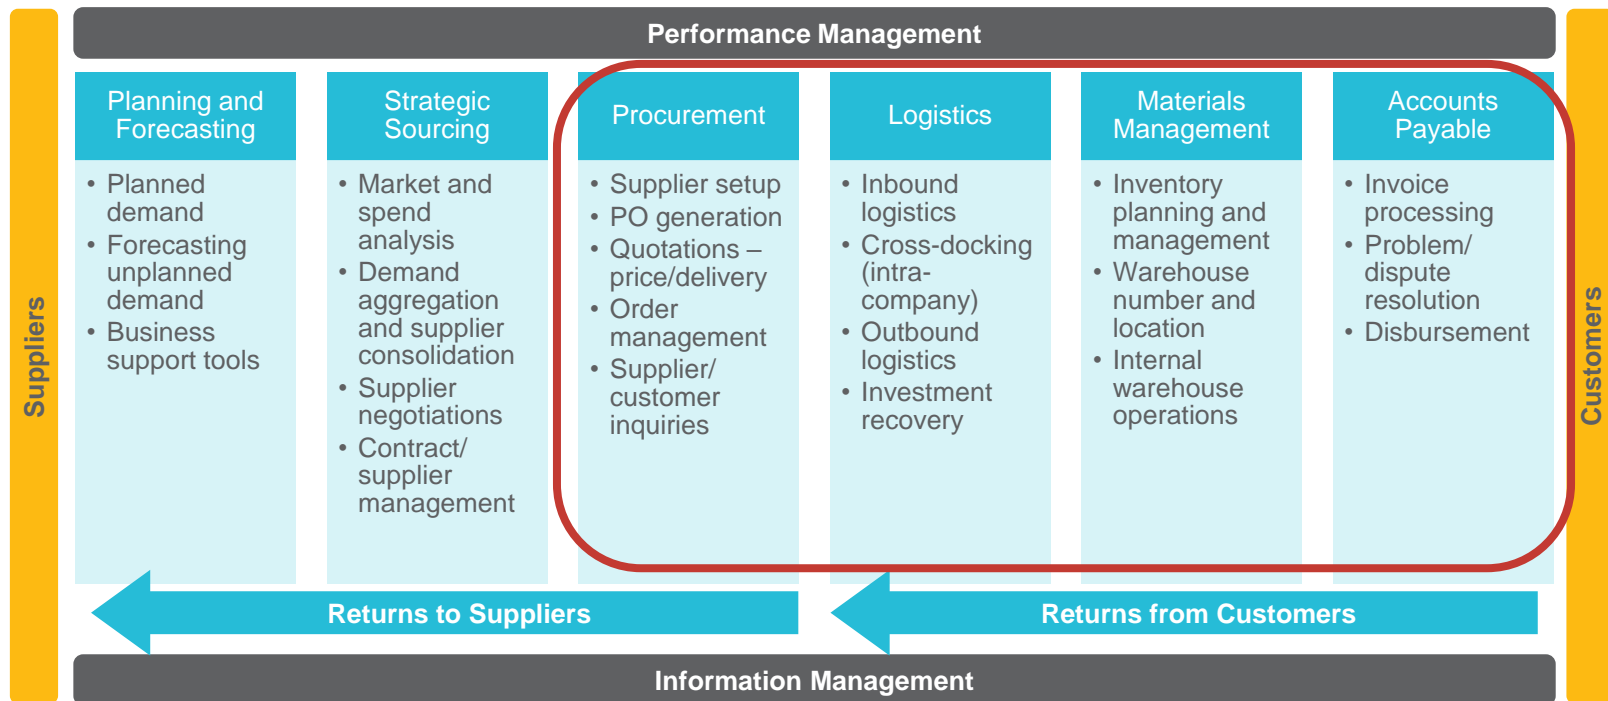 Performance Management
Suppliers
Planning and
Forecasting
• Planned
demand
• Forecasting
unplanned
demand
• Business
support tools
Strategic
Sourcing
• Market and
spend
analysis
• Demand
aggregation
and supplier
consolidation
• Supplier
negotiations
• Contract/
supplier
management
Procurement
• Supplier setup
• PO generation
• Quotations –
price/delivery
• Order
management
• Supplier/
customer
inquiries
Logistics
• Inbound
logistics
• Cross-docking
(intra-
company)
• Outbound
logistics
• Investment
recovery
Materials
Management
• Inventory
planning and
management
• Warehouse
number and
location
• Internal
warehouse
operations
Accounts
Payable
• Invoice
processing
• Problem/
dispute
resolution
• Disbursement
Customers
Returns to Suppliers
Returns from Customers
Information Management